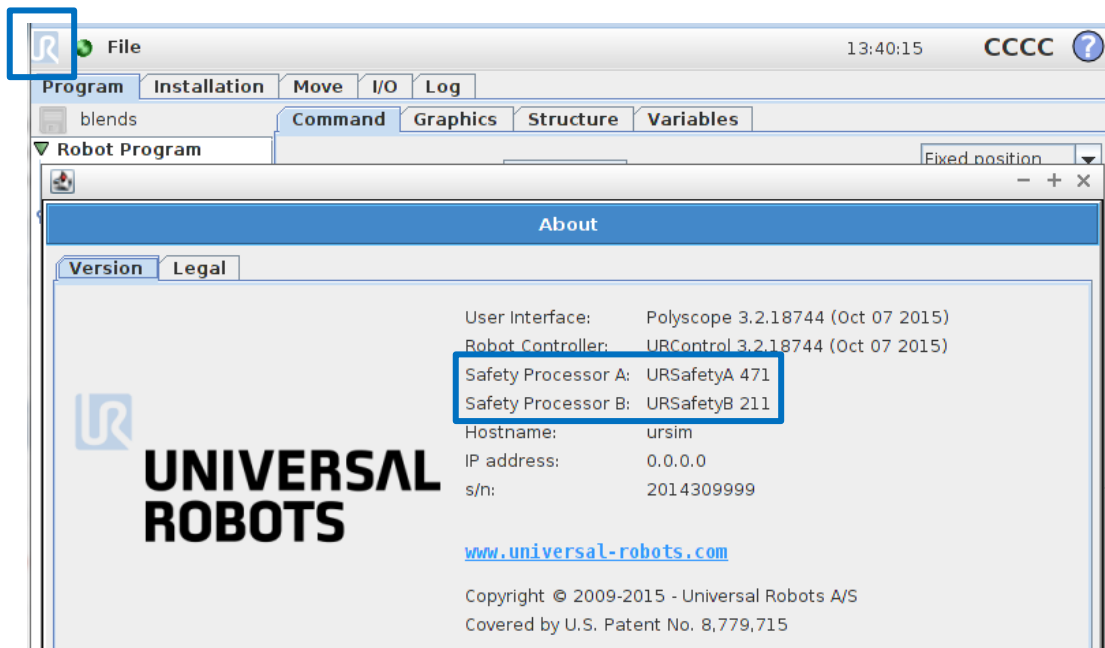 File 13:40:15 CCCC ?
Program Installation Move I/O Log
blends Command Graphics Structure Variables
Robot Program Fixed position
About
Version Legal
User Interface: Polyscope 3.2.18744 (Oct 07 2015)
Robot Controller: URControl 3.2.18744 (Oct 07 2015)
Safety Processor A: URSafetyA 471
Safety Processor B: URSafetyB 211
Hostname: ursim
IP address: 0.0.0.0
s/n: 2014309999
UR
UNIVERSAL
ROBOTS
www.universal-robots.com
Copyright © 2009-2015 - Universal Robots A/S
Covered by U.S. Patent No. 8,779,715